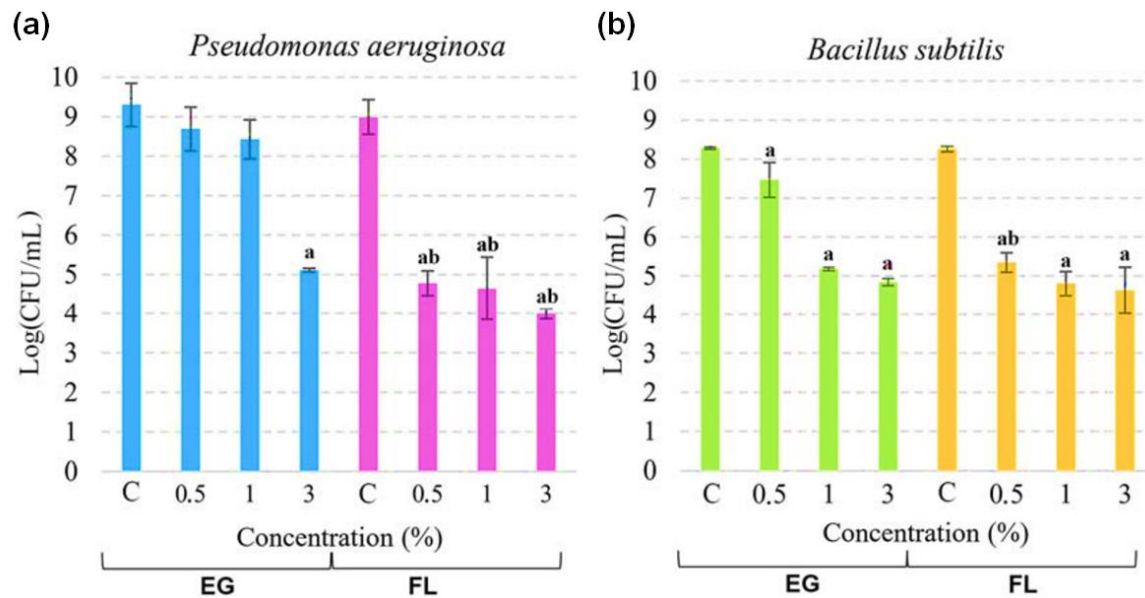 (a)
Pseudomonas aeruginosa
Log(CFU/mL)
10
9
8
7
6
5
4
3
2
1
0
a
ab
ab
ab
C 0.5 1 3 C 0.5 1 3
Concentration (%)
EG FL
(b)
Bacillus subtilis
Log(CFU/mL)
10
9
8
7
6
5
4
3
2
1
0
a
a
a
ab
a
a
C 0.5 1 3 C 0.5 1 3
Concentration (%)
EG FL